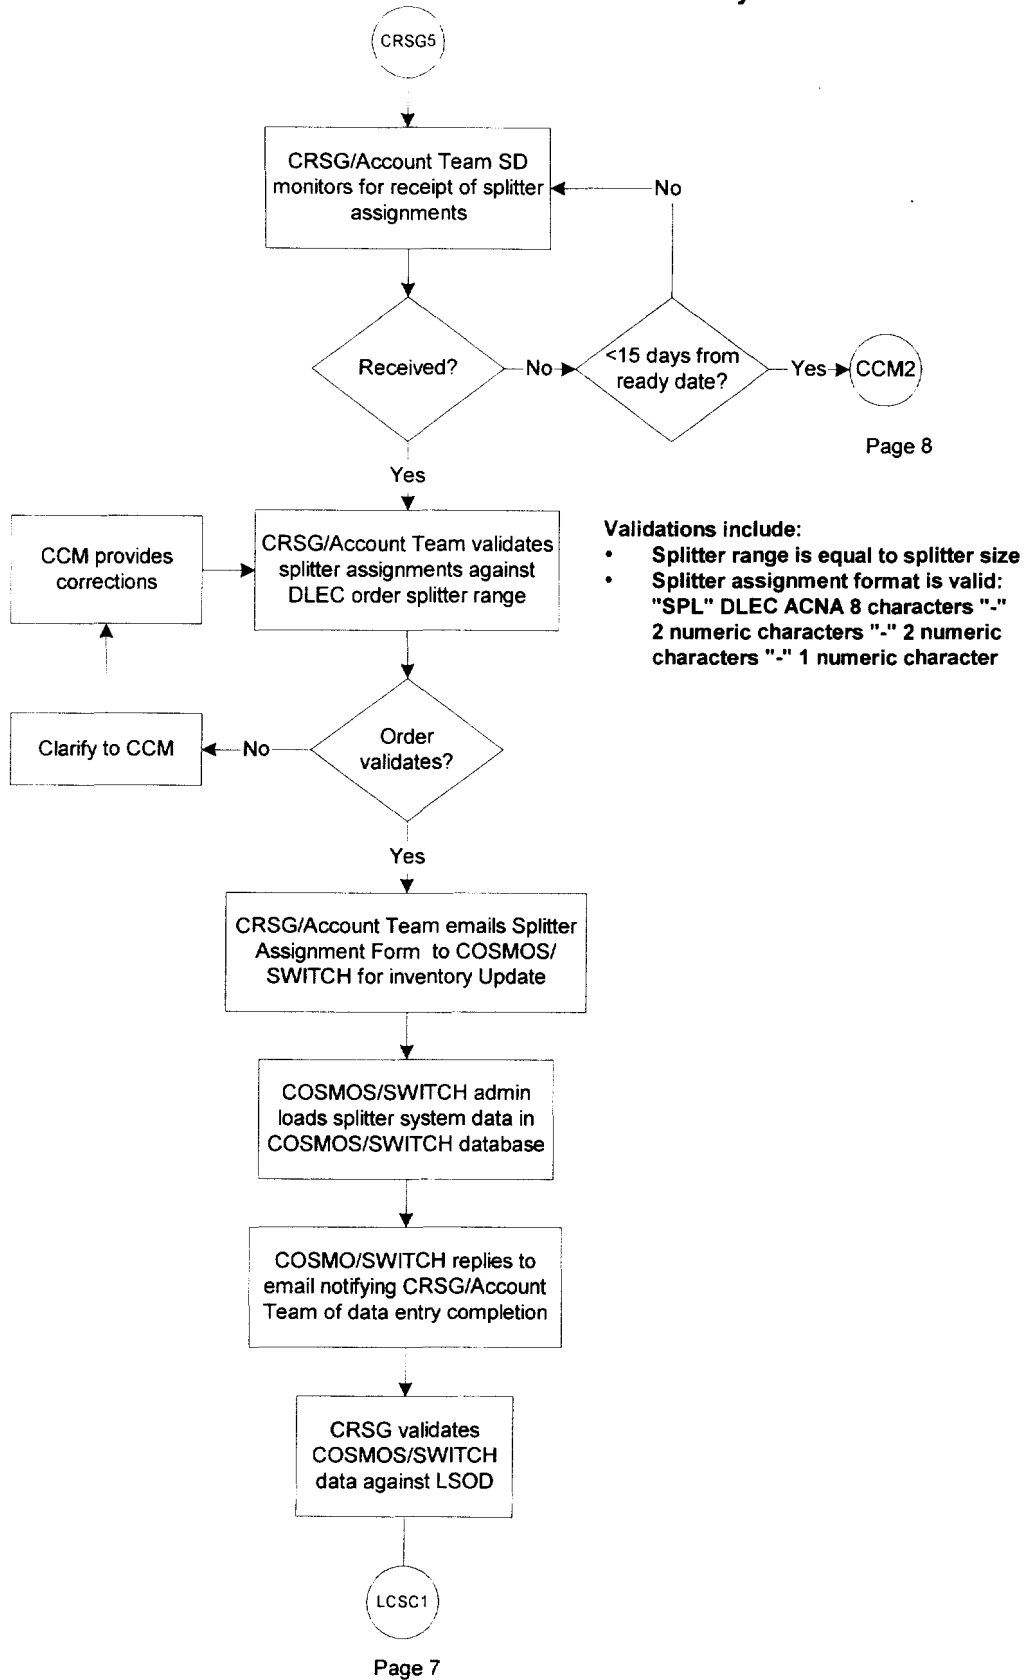 CRSG5
CRSG/Account Team SD
monitors for receipt of splitter
assignments
No
Received?
No
<15 days from
ready date?
Yes
CCM2
Page 8
Yes
CCM provides
corrections
CRSG/Account Team validates
splitter assignments against
DLEC order splitter range
Validations include:
• Splitter range is equal to splitter size
• Splitter assignment format is valid:
"SPL" DLEC ACNA 8 characters "-"
2 numeric characters "-" 2 numeric
characters "-" 1 numeric character
Clarify to CCM
No
Order
validates?
Yes
CRSG/Account Team emails Splitter
Assignment Form to COSMOS/
SWITCH for inventory Update
COSMOS/SWITCH admin
loads splitter system data in
COSMOS/SWITCH database
COSMO/SWITCH replies to
email notifying CRSG/Account
Team of data entry completion
CRSG validates
COSMOS/SWITCH
data against LSOD
LCSC1
Page 7